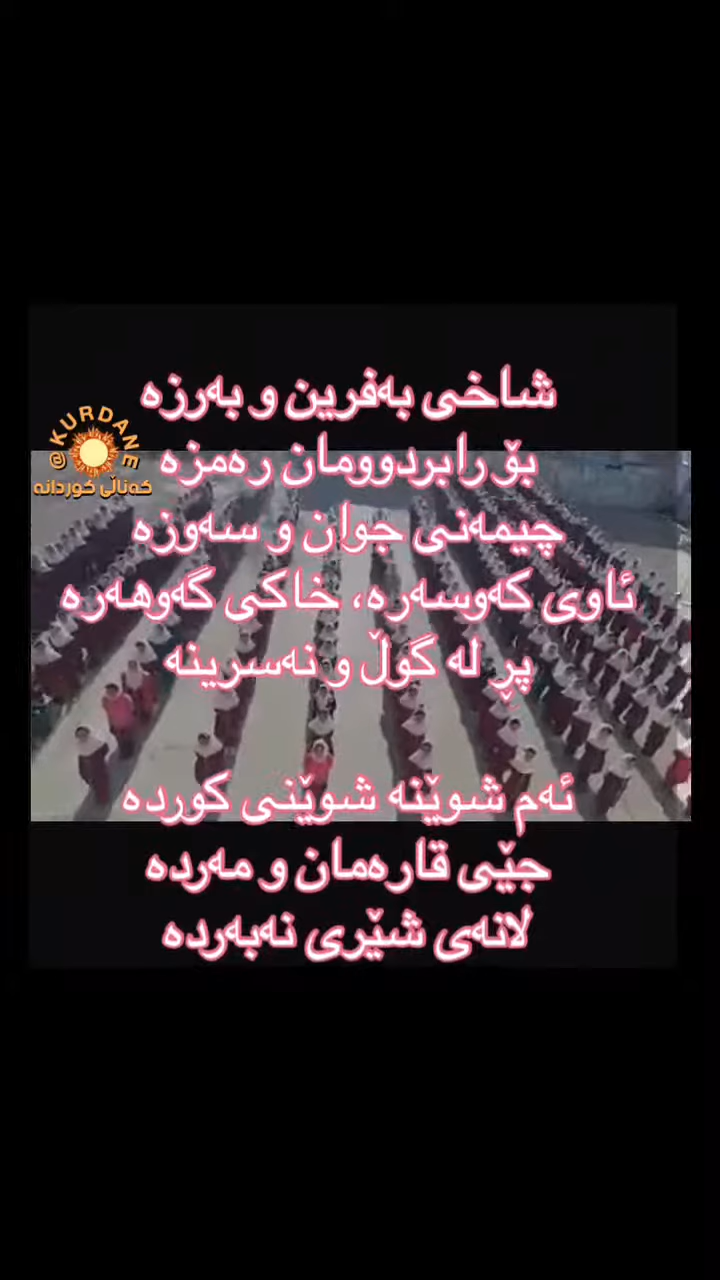 شاخی بەفرین و بەرزە
@KURDANE
کەناڵی کوردانە
بۆ رابردوومان رەمزە
چیمەنی جوان و سەوزە
ئاوی کەوسەرە، خاکی گەوهەرە
پڕ لە گوڵ و نەسرینە
ئەم شوێنە شوێنی کوردە
جێی قارەمان و مەردە
لانەی شێری نەبەردە